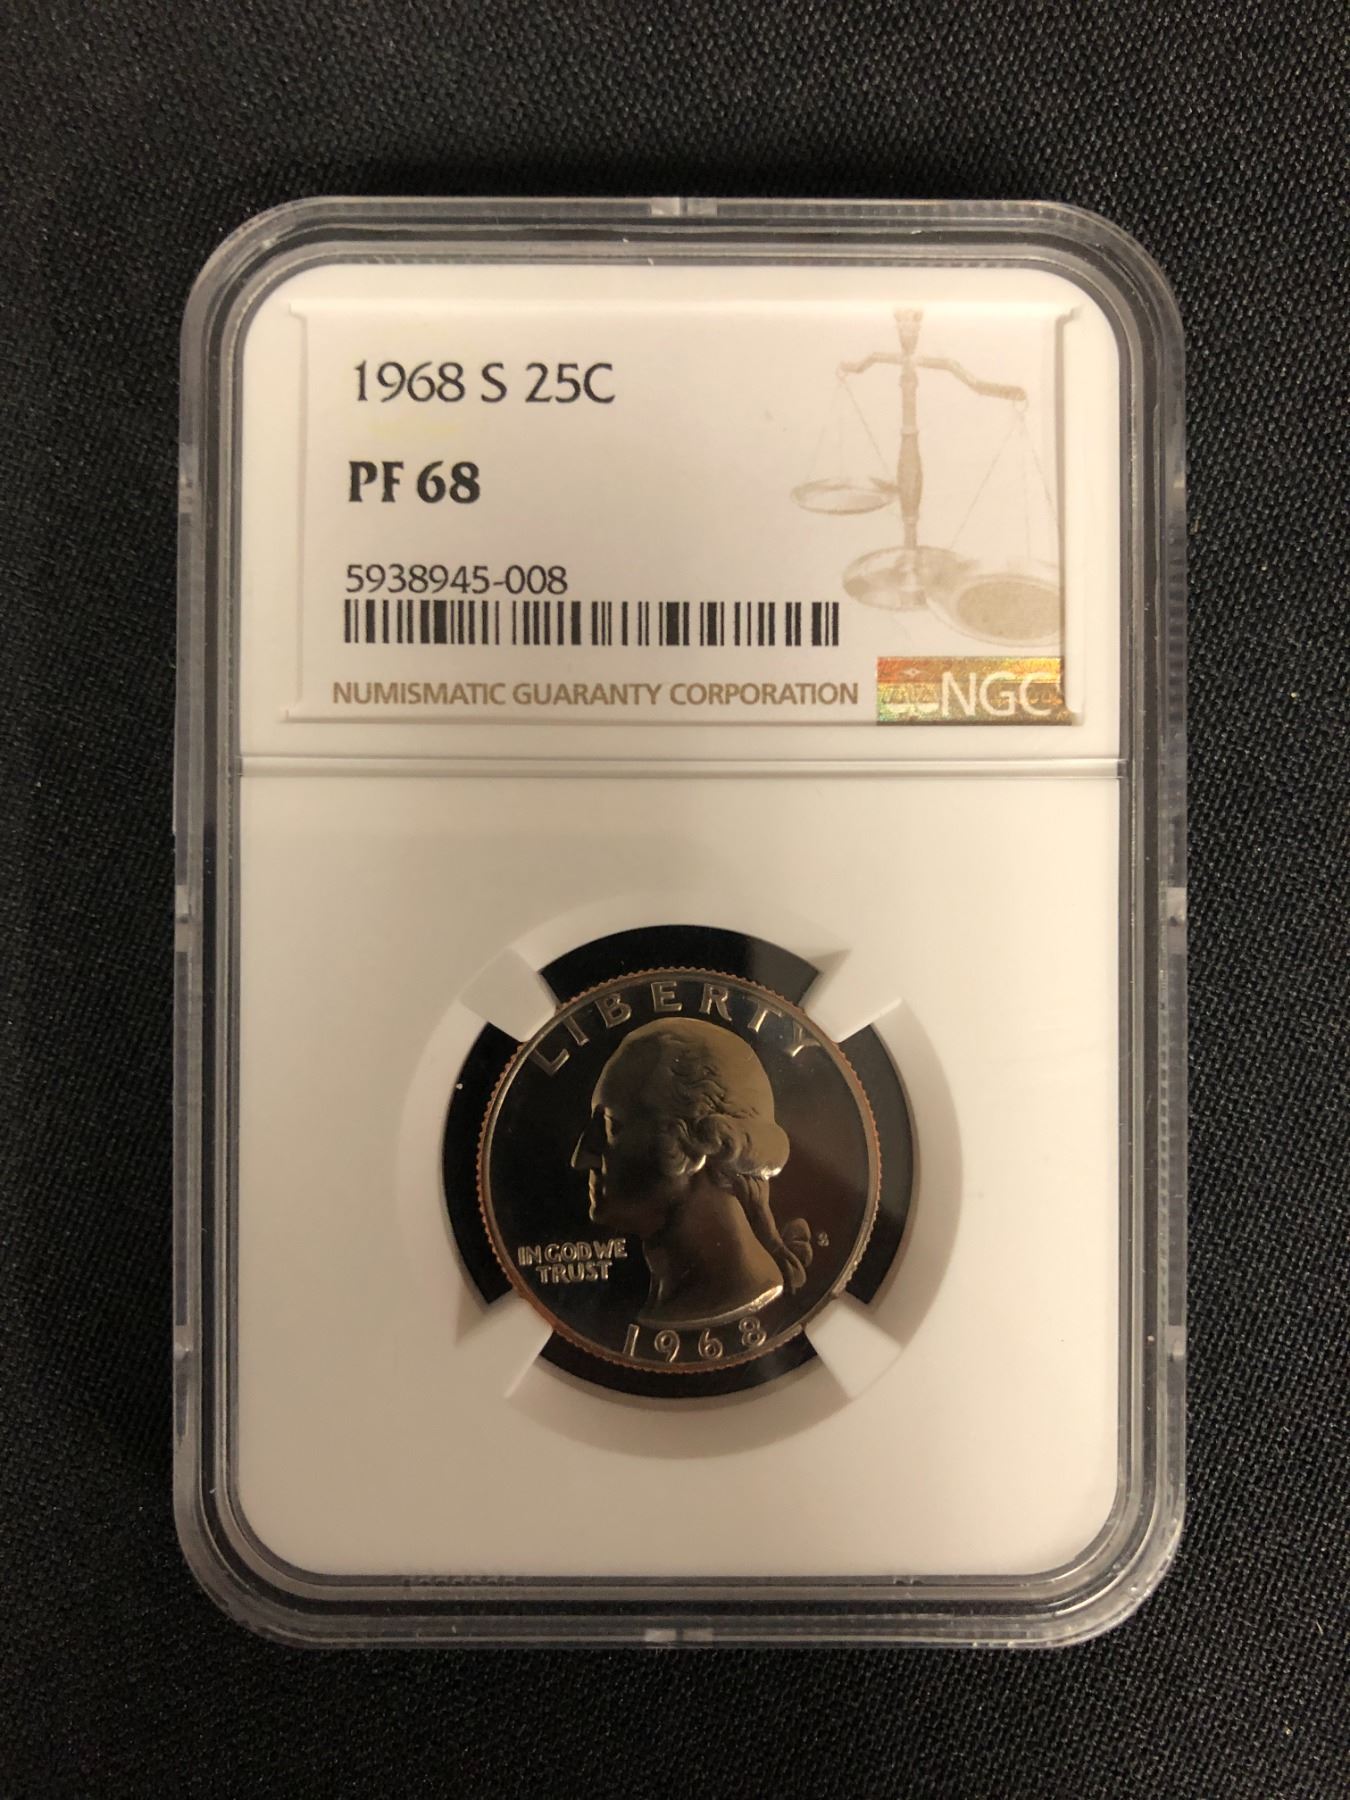 1968 S 25C
PF 68
5938945-008
NUMISMATIC GUARANTY CORPORATION
NGC
LIBERTY
IN GOD WE
TRUST
S
1968